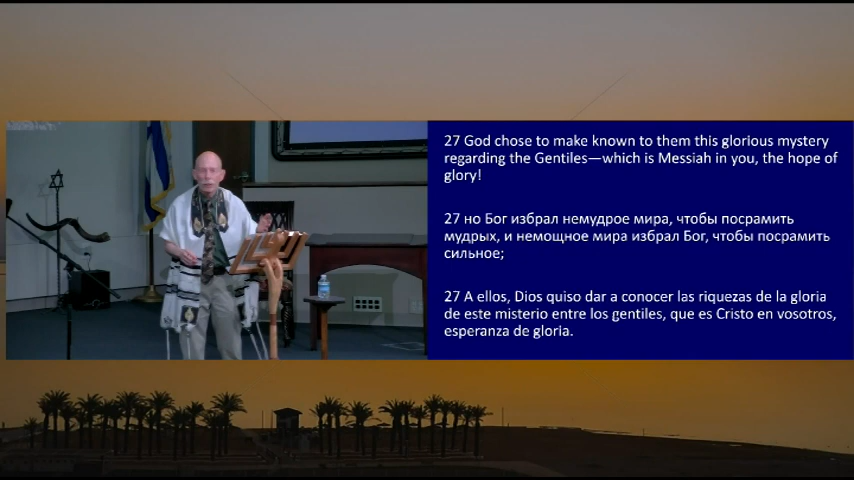 27 God chose to make known to them this glorious mystery
regarding the Gentiles—which is Messiah in you, the hope of
glory!
27 но Бог избрал немудрое мира, чтобы посрамить
мудрых, и немощное мира избрал Бог, чтобы посрамить
сильное;
27 A ellos, Dios quiso dar a conocer las riquezas de la gloria
de este misterio entre los gentiles, que es Cristo en vosotros,
esperanza de gloria.